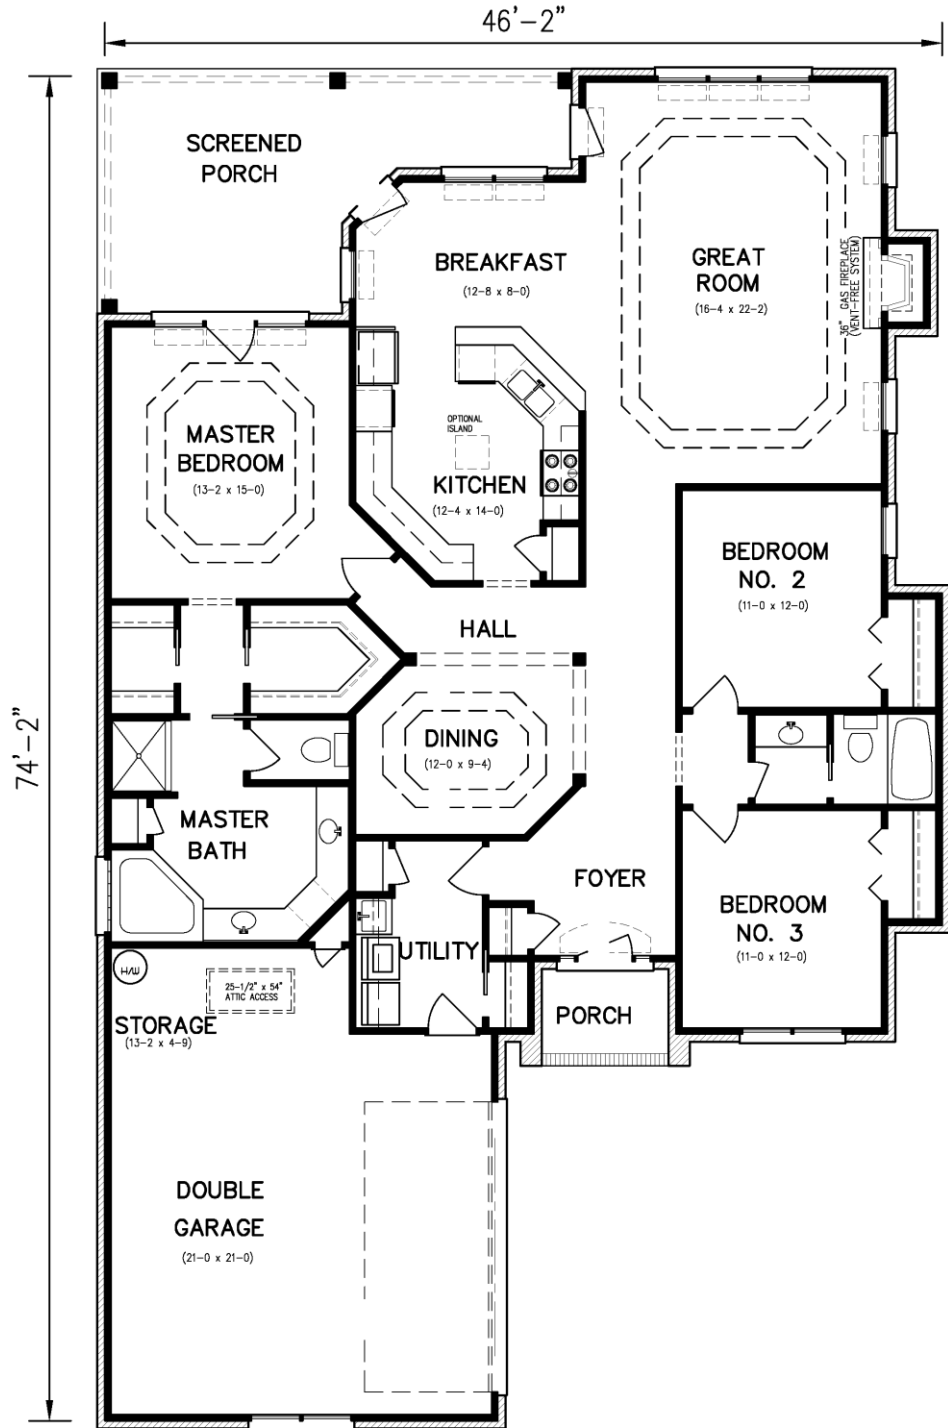 46'-2"
74'-2"
SCREENED
PORCH
BREAKFAST
(12-8 x 8-0)
GREAT
ROOM
(16-4 x 22-2)
36" GAS FIREPLACE
(VENT-FREE SYSTEM)
MASTER
BEDROOM
(13-2 x 15-0)
OPTIONAL
ISLAND
KITCHEN
(12-4 x 14-0)
BEDROOM
NO. 2
(11-0 x 12-0)
HALL
DINING
(12-0 x 9-4)
MASTER
BATH
FOYER
BEDROOM
NO. 3
(11-0 x 12-0)
UTILITY
H/W
25-1/2" x 54"
ATTIC ACCESS
STORAGE
(13-2 x 4-9)
PORCH
DOUBLE
GARAGE
(21-0 x 21-0)